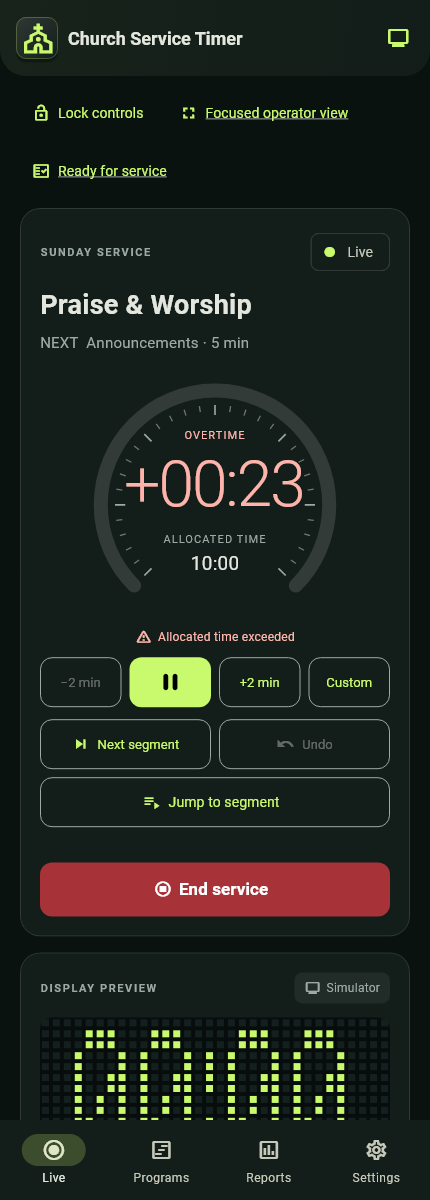 Church Service Timer
Lock controls
Focused operator view
Ready for service
SUNDAY SERVICE
Live
Praise & Worship
NEXT Announcements · 5 min
OVERTIME
+00:23
ALLOCATED TIME
10:00
Allocated time exceeded
−2 min
+2 min
Custom
Next segment
Undo
Jump to segment
End service
DISPLAY PREVIEW
Simulator
Live
Programs
Reports
Settings